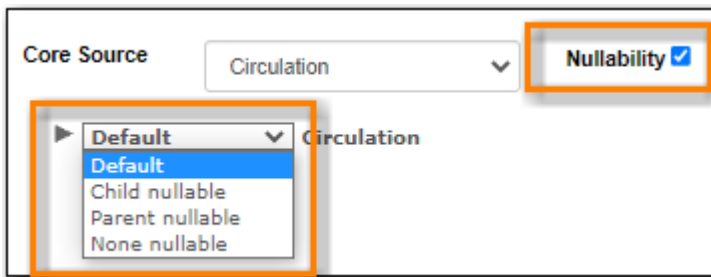 Core Source Circulation Nullability
Default Circulation
Default
Child nullable
Parent nullable
None nullable